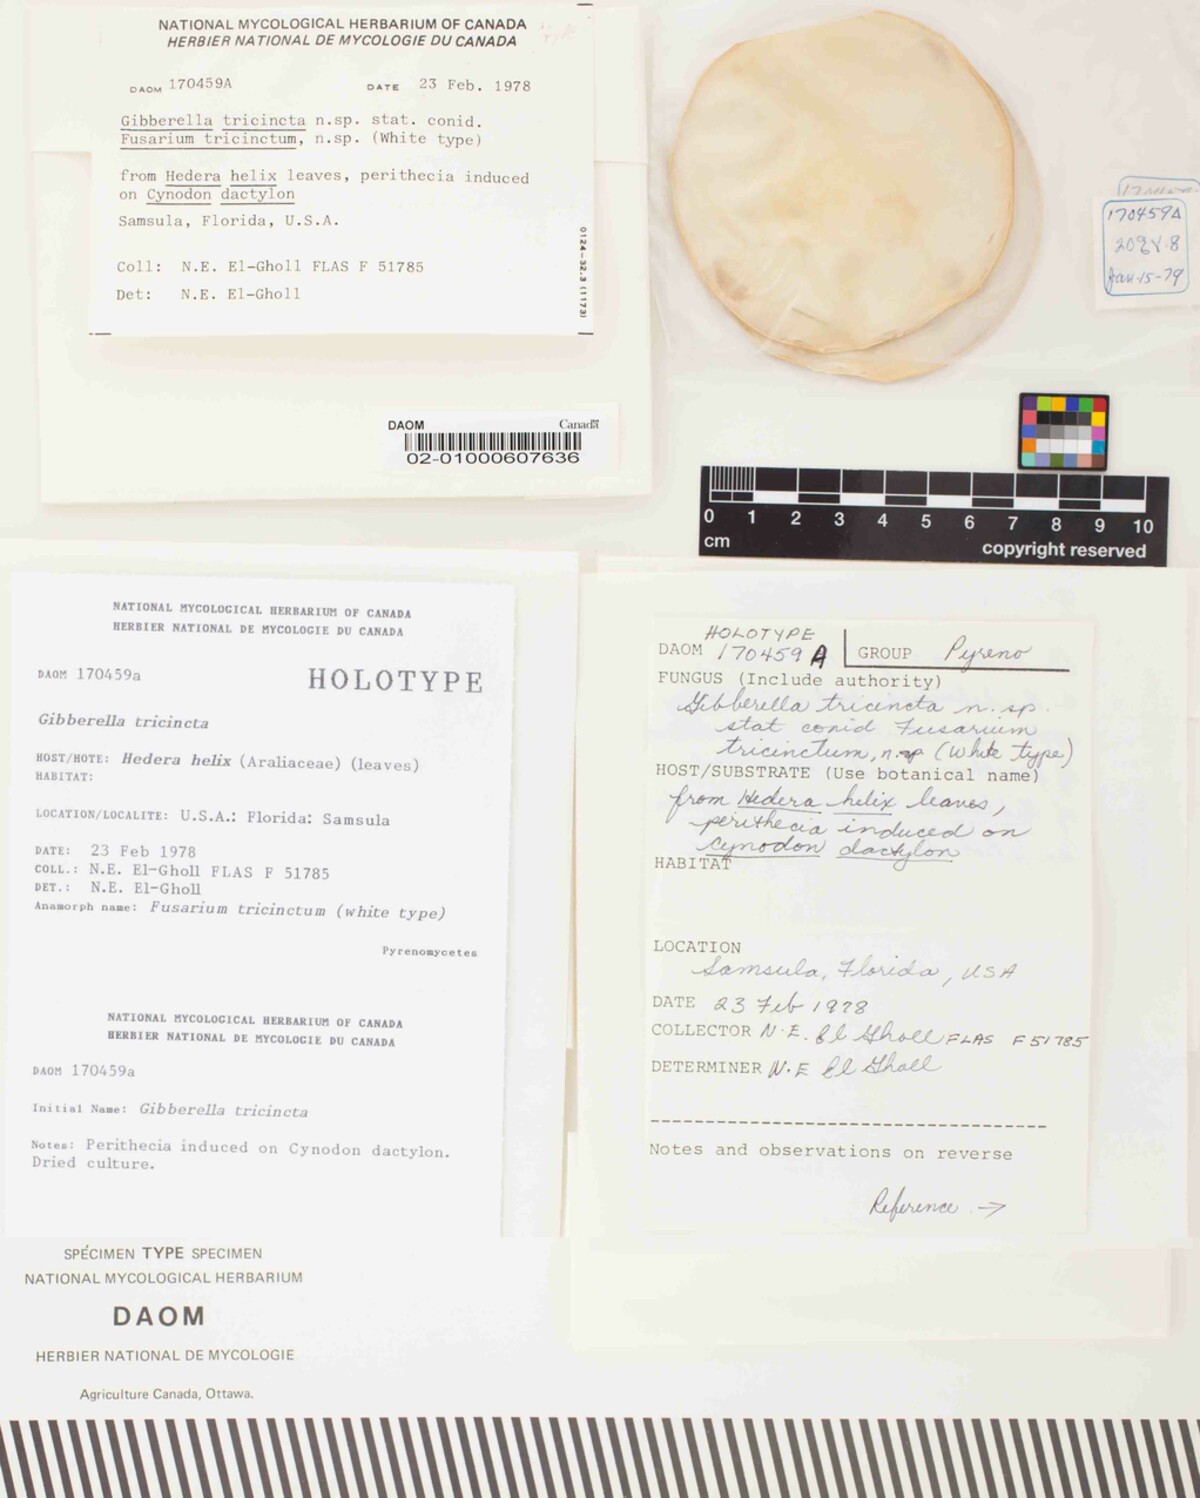 NATIONAL MYCOLOGICAL HERBARIUM OF CANADA
HERBIER NATIONAL DE MYCOLOGIE DU CANADA
DAOM 170459A DATE 23 Feb. 1978
Gibberella tricincta n.sp. stat. conid.
Fusarium tricinctum, n.sp. (White type)
from Hedera helix leaves, perithecia induced
on Cynodon dactylon
Samsula, Florida, U.S.A.
Coll: N.E. El-Gholl FLAS F 51785
Det: N.E. El-Gholl
0124-32.3 (1173)
DAOM Canada
02-01000607636
170459A
Jan-15-79
0 1 2 3 4 5 6 7 8 9 10
cm copyright reserved
NATIONAL MYCOLOGICAL HERBARIUM OF CANADA
HERBIER NATIONAL DE MYCOLOGIE DU CANADA
DAOM 170459a HOLOTYPE
Gibberella tricincta
HOST/HOTE: Hedera helix (Araliaceae) (leaves)
HABITAT:
LOCATION/LOCALITE: U.S.A.: Florida: Samsula
DATE: 23 Feb 1978
COLL.: N.E. El-Gholl FLAS F 51785
DET.: N.E. El-Gholl
Anamorph name: Fusarium tricinctum (white type)
Pyrenomycetes
NATIONAL MYCOLOGICAL HERBARIUM OF CANADA
HERBIER NATIONAL DE MYCOLOGIE DU CANADA
DAOM 170459a
Initial Name: Gibberella tricincta
Notes: Perithecia induced on Cynodon dactylon.
Dried culture.
HOLOTYPE
DAOM 170459A GROUP Pyreno
FUNGUS (Include authority)
Gibberella tricincta n. sp.
stat conid Fusarium
tricinctum, n.sp (white type)
HOST/SUBSTRATE (Use botanical name)
from Hedera helix leaves,
perithecia induced on
Cynodon dactylon
HABITAT
LOCATION
Samsula, Florida, USA
DATE 23 Feb 1978
COLLECTOR N.E. El Gholl FLAS F51785
DETERMINER N.E El Gholl
Notes and observations on reverse
Reference →
SPÉCIMEN TYPE SPECIMEN
NATIONAL MYCOLOGICAL HERBARIUM
DAOM
HERBIER NATIONAL DE MYCOLOGIE
Agriculture Canada, Ottawa.